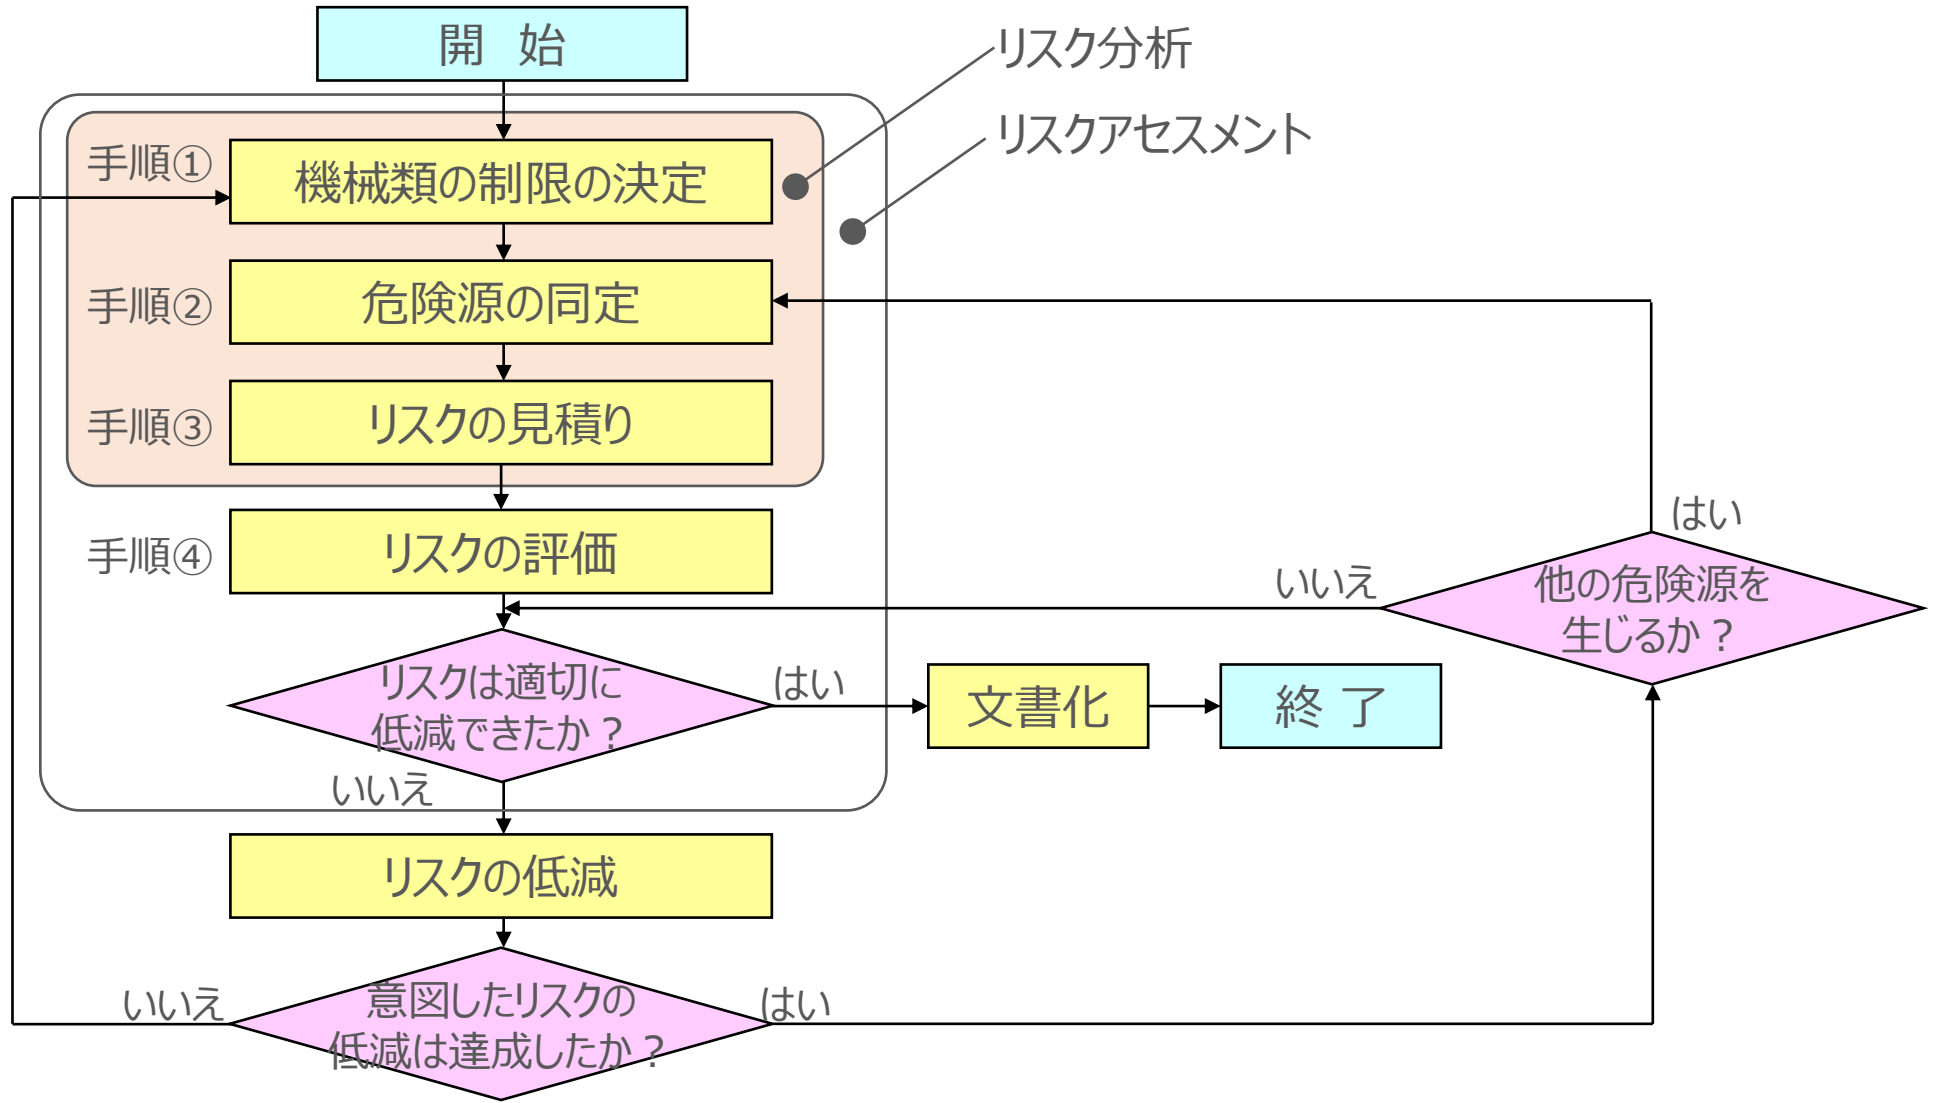 開 始
リスク分析
リスクアセスメント
手順①
機械類の制限の決定
手順②
危険源の同定
手順③
リスクの見積り
手順④
リスクの評価
はい
いいえ
他の危険源を
生じるか？
リスクは適切に
低減できたか？
はい
文書化
終 了
いいえ
リスクの低減
いいえ
意図したリスクの
低減は達成したか？
はい